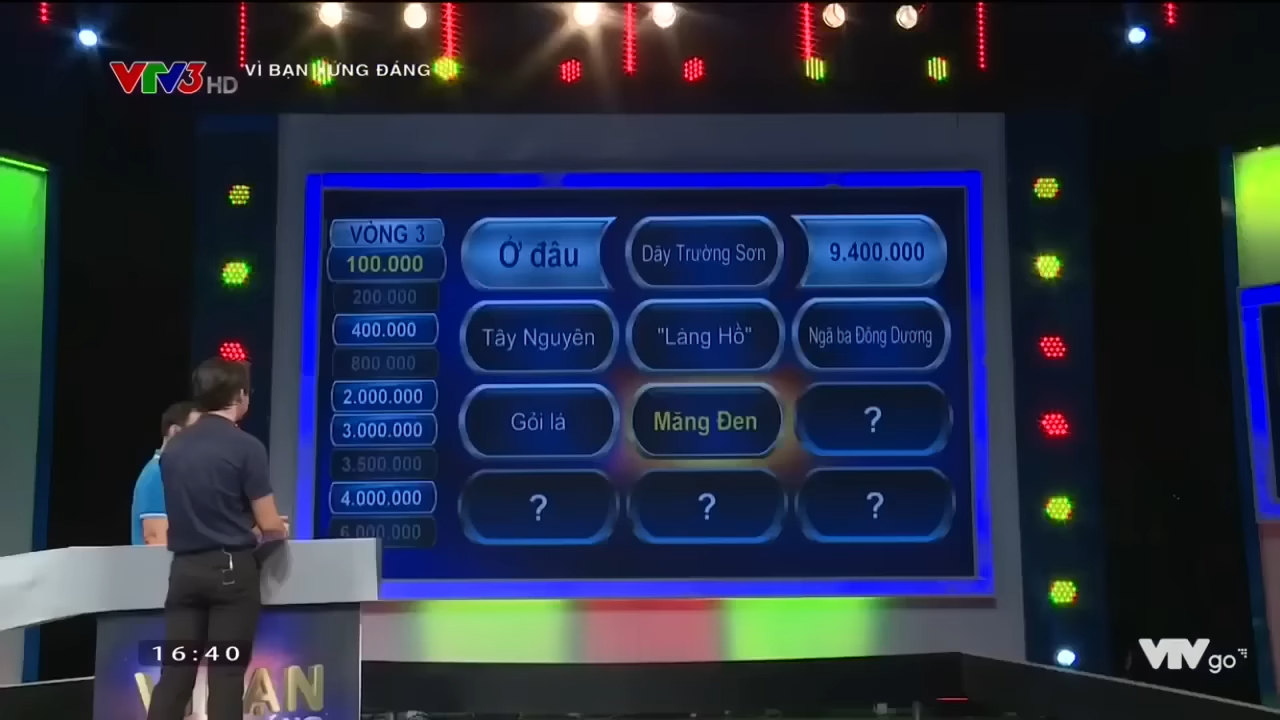 VTV3 HD
VÌ BẠN XỨNG ĐÁNG
VÒNG 3
100.000
200.000
400.000
800.000
2.000.000
3.000.000
3.500.000
4.000.000
6.000.000
Ở đâu
Dãy Trường Sơn
9.400.000
Tây Nguyên
"Làng Hồ"
Ngã ba Đông Dương
Gỏi lá
Măng Đen
?
?
?
?
16:40
VTV go